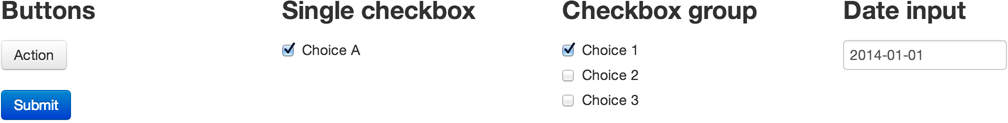 Buttons
Action
Submit
Single checkbox
Choice A
Checkbox group
Choice 1
Choice 2
Choice 3
Date input
2014-01-01